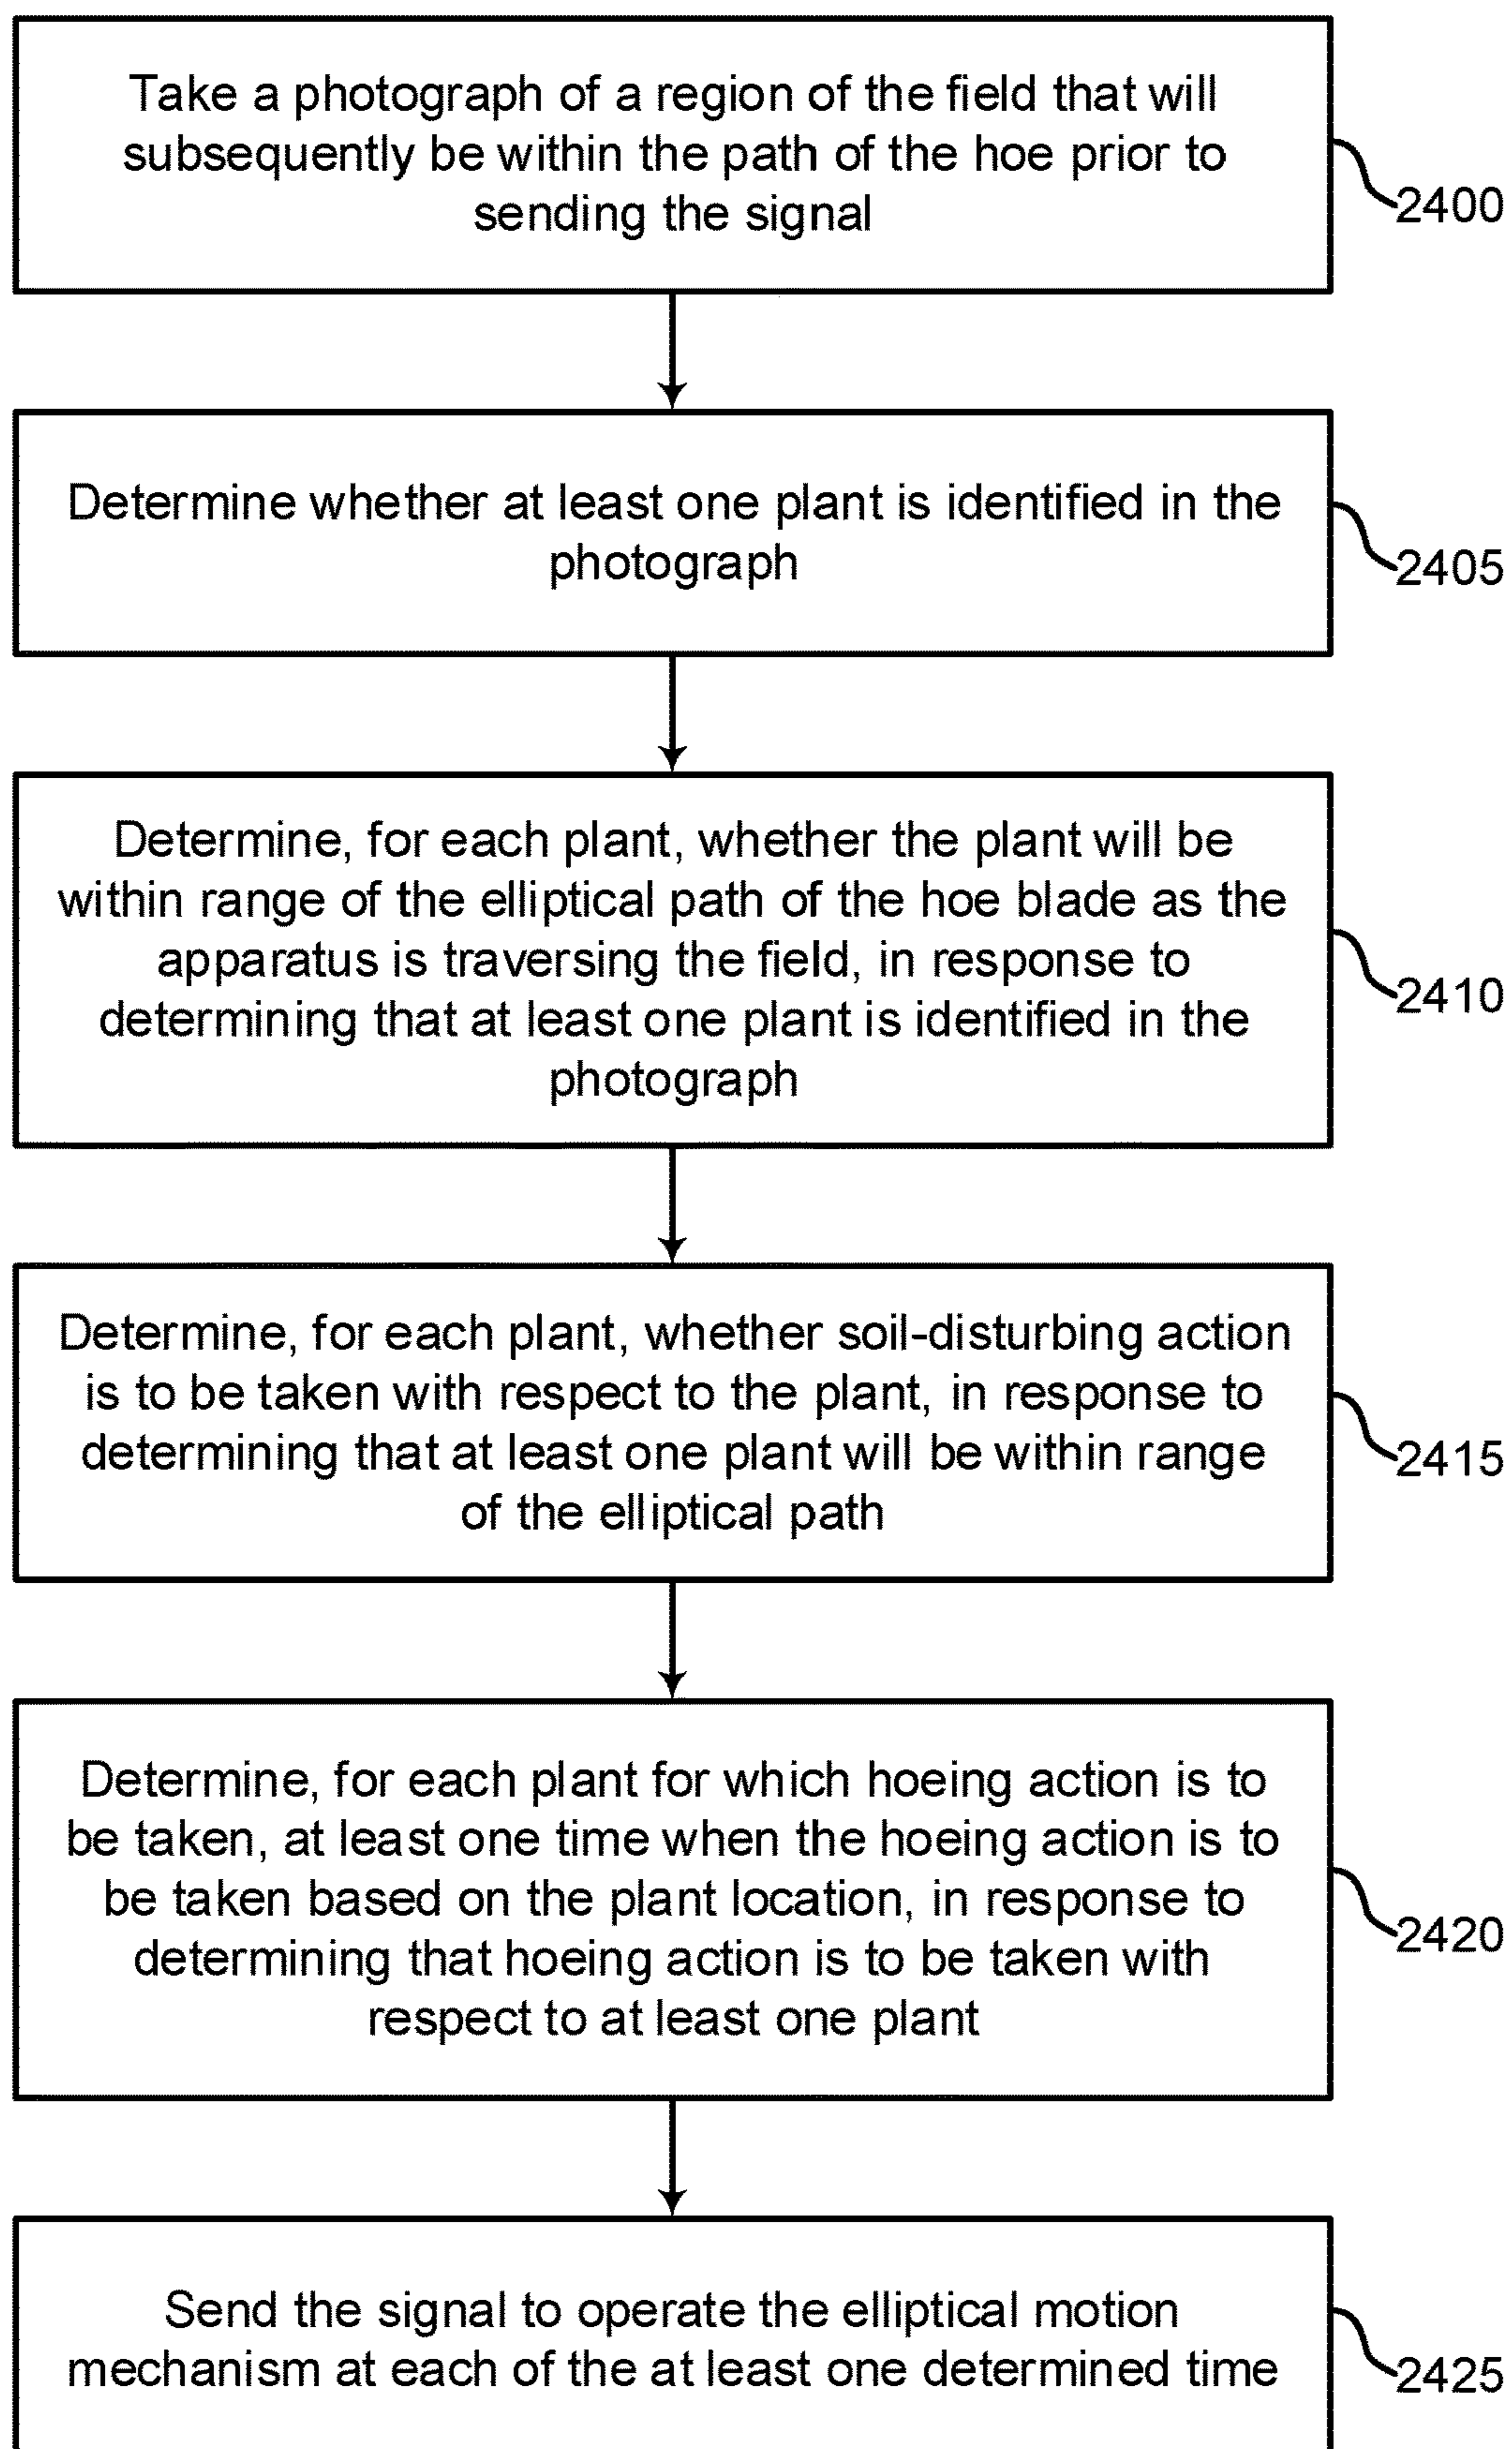 Take a photograph of a region of the field that will
subsequently be within the path of the hoe prior to
sending the signal
2400
Determine whether at least one plant is identified in the
photograph
2405
Determine, for each plant, whether the plant will be
within range of the elliptical path of the hoe blade as the
apparatus is traversing the field, in response to
determining that at least one plant is identified in the
photograph
2410
Determine, for each plant, whether soil-disturbing action
is to be taken with respect to the plant, in response to
determining that at least one plant will be within range
of the elliptical path
2415
Determine, for each plant for which hoeing action is to
be taken, at least one time when the hoeing action is to
be taken based on the plant location, in response to
determining that hoeing action is to be taken with
respect to at least one plant
2420
Send the signal to operate the elliptical motion
mechanism at each of the at least one determined time
2425